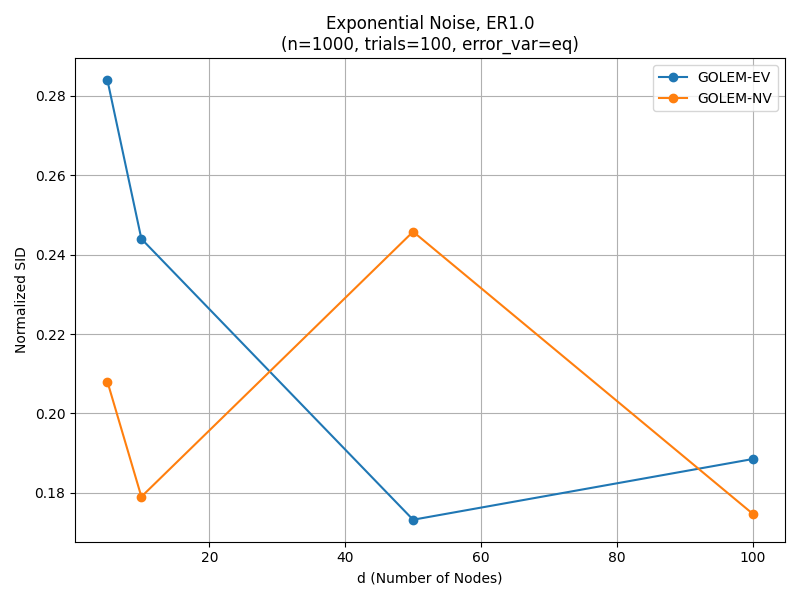 Exponential Noise, ER1.0
(n=1000, trials=100, error_var=eq)
GOLEM-EV
GOLEM-NV
Normalized SID
0.28
0.26
0.24
0.22
0.20
0.18
20
40
60
80
100
d (Number of Nodes)